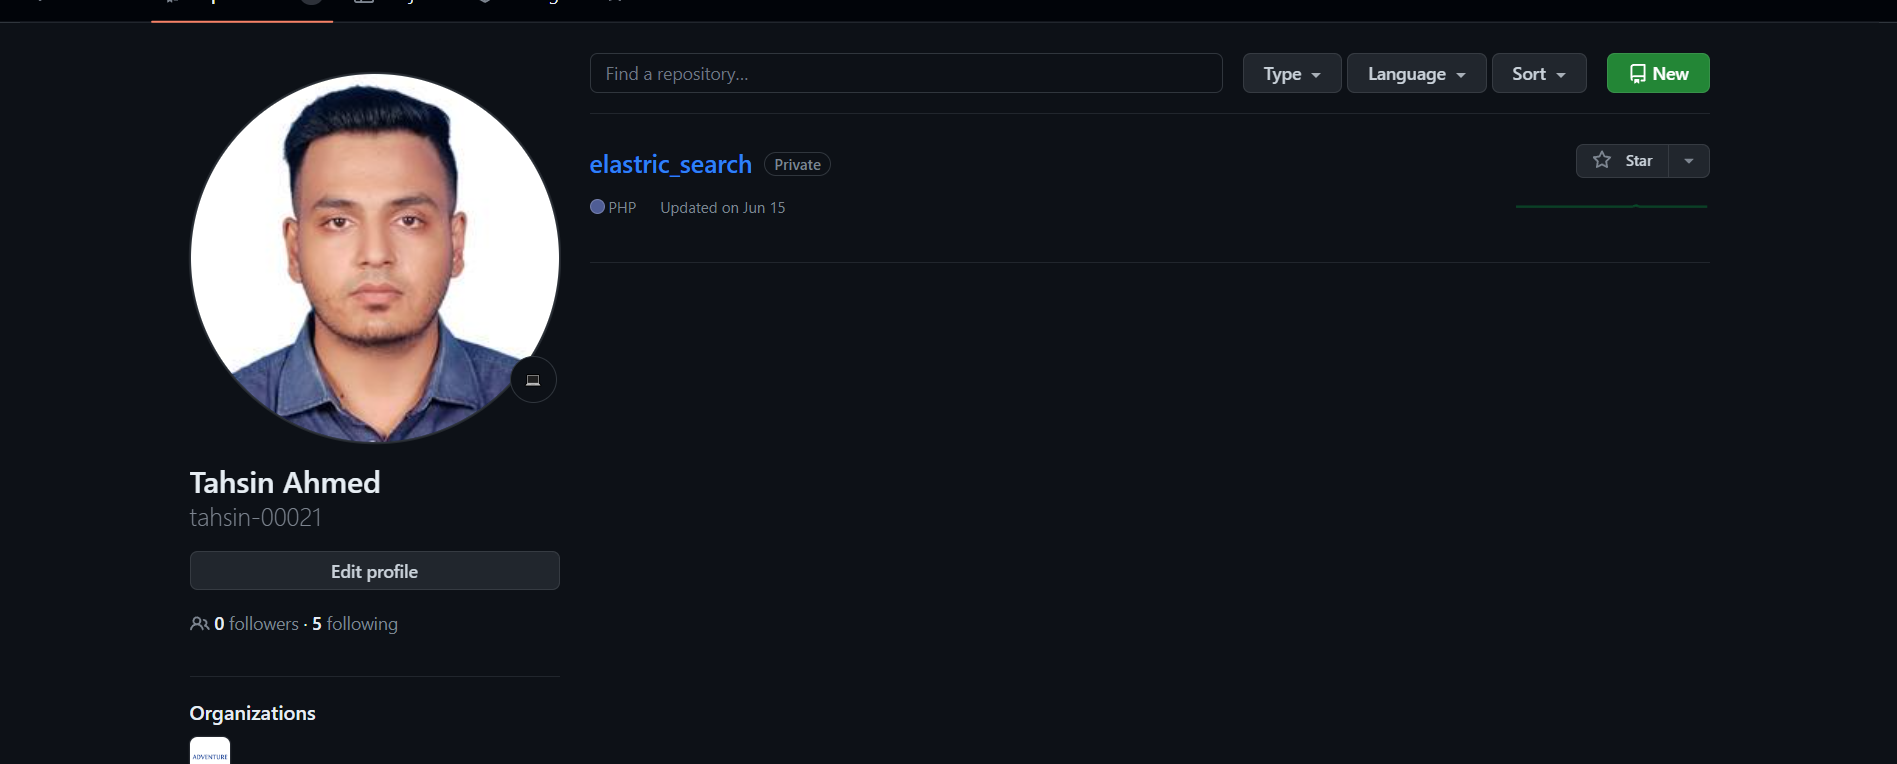 Find a repository...
Type
Language
Sort
New
elastric_search
Private
Star
PHP
Updated on Jun 15
Tahsin Ahmed
tahsin-00021
Edit profile
0 followers · 5 following
Organizations
ADVENTURE